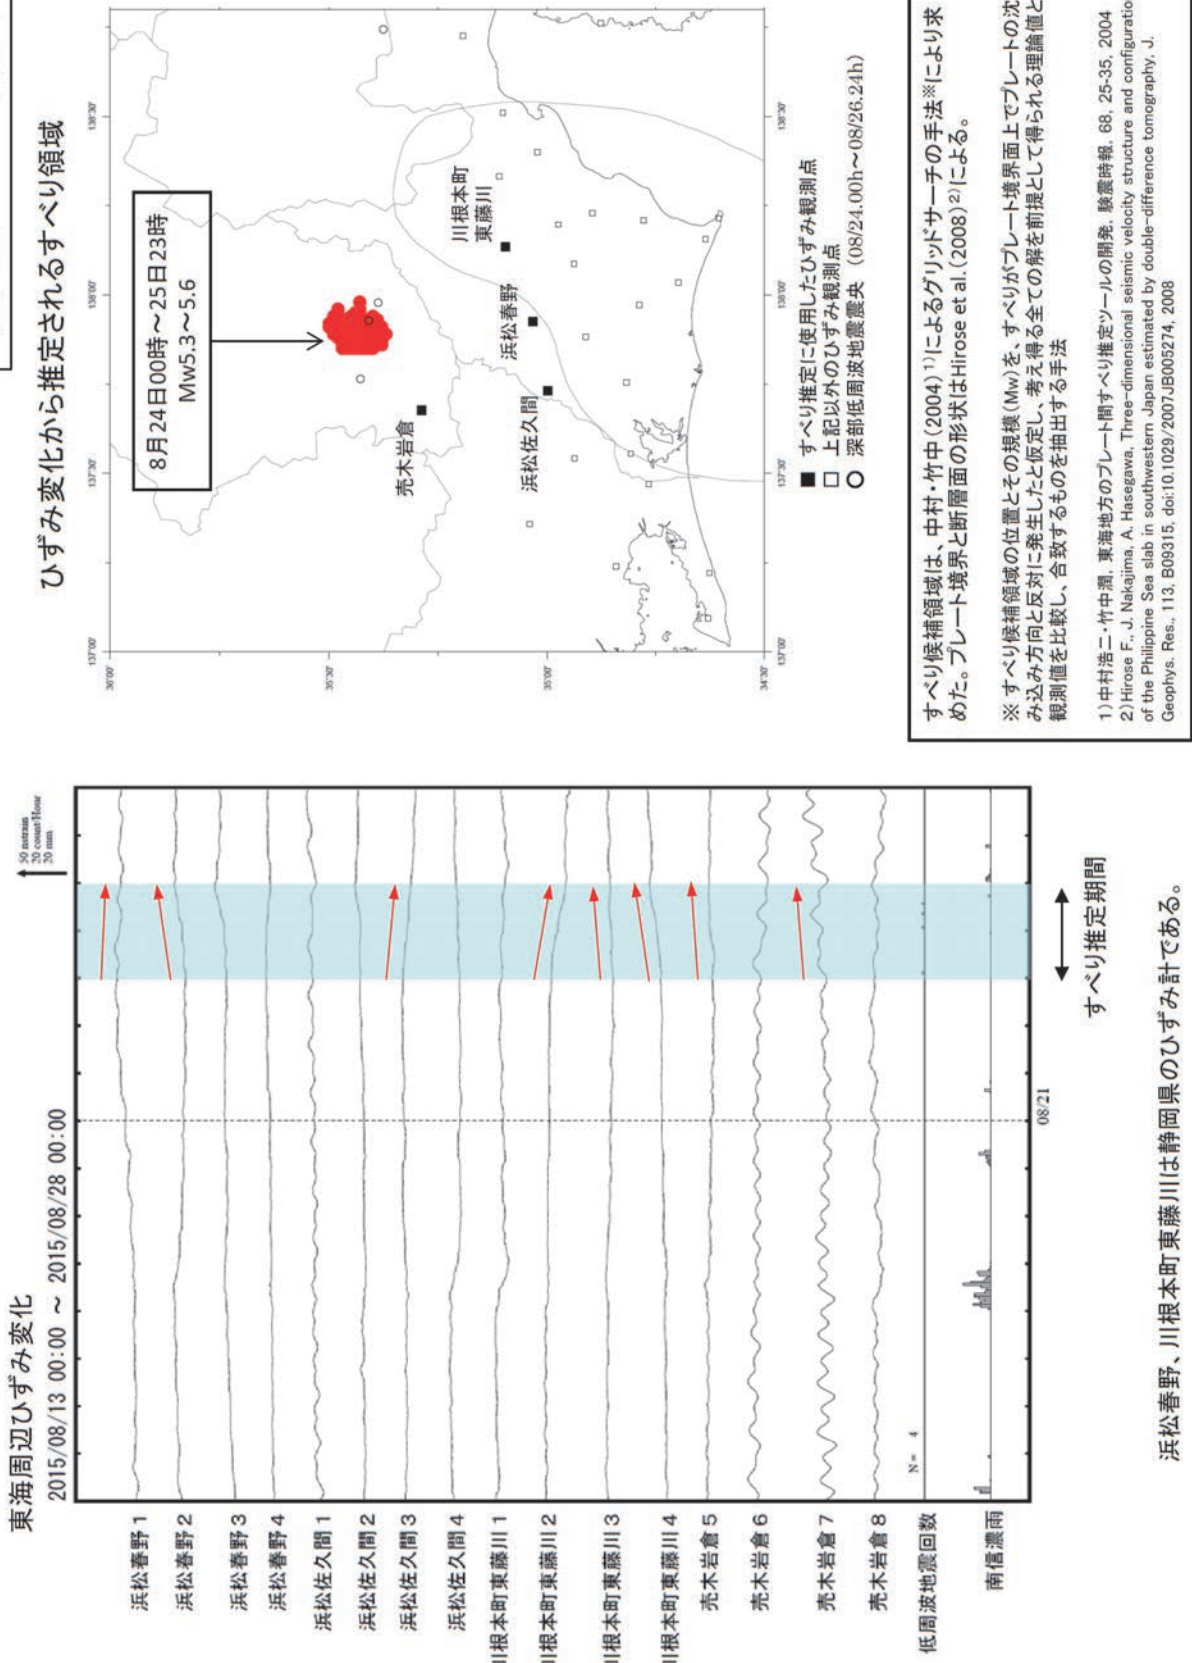 東海周辺ひずみ変化
2015/08/13 00:00 ～ 2015/08/28 00:00
50 nstrain
20 count/Hour
20 mm
浜松春野１
浜松春野２
浜松春野３
浜松春野４
浜松佐久間１
浜松佐久間２
浜松佐久間３
浜松佐久間４
川根本町東藤川１
川根本町東藤川２
川根本町東藤川３
川根本町東藤川４
売木岩倉５
売木岩倉６
売木岩倉７
売木岩倉８
低周波地震回数
南信濃雨
N= 4
08/21
すべり推定期間
浜松春野、川根本町東藤川は静岡県のひずみ計である。
ひずみ変化から推定されるすべり領域
8月24日00時～25日23時
Mw5.3～5.6
売木岩倉
浜松佐久間
浜松春野
川根本町
東藤川
137°00'
137°30'
138°00'
138°30'
36°00'
35°30'
35°00'
34°30'
■ すべり推定に使用したひずみ観測点
□ 上記以外のひずみ観測点
○ 深部低周波地震震央（08/24.00h～08/26.24h）
すべり候補領域は、中村・竹中(2004)1)によるグリッドサーチの手法※により求
めた。プレート境界と断層面の形状はHirose et al.(2008)2)による。
※ すべり候補領域の位置とその規模(Mw)を、すべりがプレート境界面上でプレートの沈
み込み方向と反対に発生したと仮定し、考え得る全ての解を前提として得られる理論値と
観測値を比較し、合致するものを抽出する手法
1)中村浩二・竹中潤, 東海地方のプレート間すべり推定ツールの開発, 験震時報, 68, 25-35, 2004
2)Hirose F., J. Nakajima, A. Hasegawa, Three-dimensional seismic velocity structure and configuratio
of the Philippine Sea slab in southwestern Japan estimated by double-difference tomography, J.
Geophys. Res., 113, B09315, doi:10.1029/2007JB005274, 2008